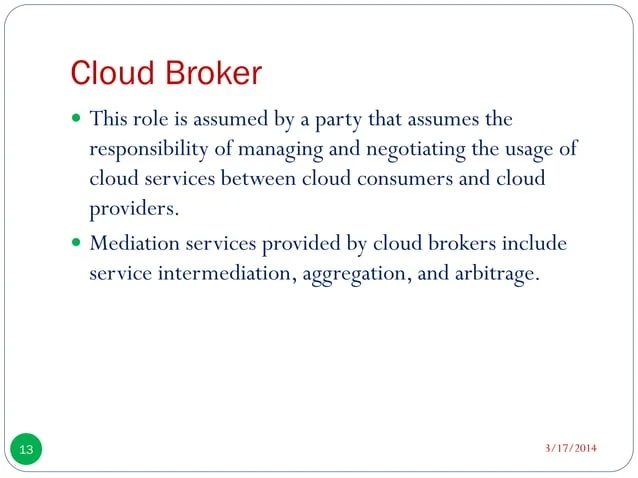 Cloud Broker
This role is assumed by a party that assumes the
responsibility of managing and negotiating the usage of
cloud services between cloud consumers and cloud
providers.
Mediation services provided by cloud brokers include
service intermediation, aggregation, and arbitrage.
13
3/17/2014